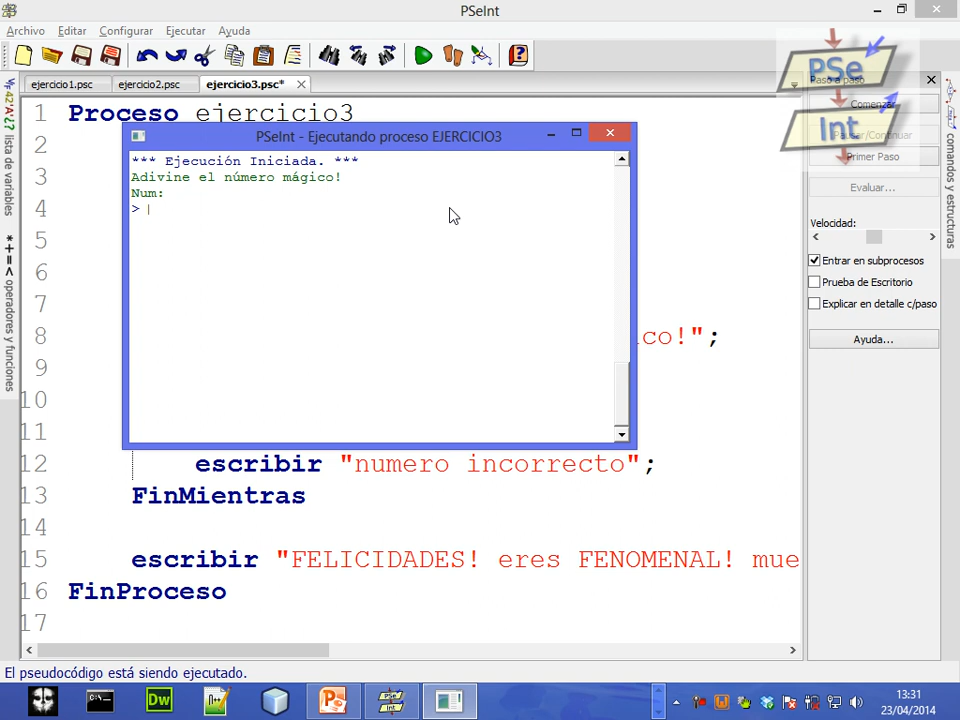 PSeInt
Archivo Editar Configurar Ejecutar Ayuda
ejercicio1.psc ejercicio2.psc ejercicio3.psc*
PSe
Int
Paso a paso
Comenzar
Pausar/Continuar
Primer Paso
Evaluar...
Velocidad:
Entrar en subprocesos
Prueba de Escritorio
Explicar en detalle c/paso
Ayuda...
lista de variables
operadores y funciones
comandos y estructuras
1 Proceso ejercicio3
2
3
4
5
6
7
8 co!";
9
10
11
12 escribir "numero incorrecto";
13 FinMientras
14
15 escribir "FELICIDADES! eres FENOMENAL! mue
16 FinProceso
17
PSeInt - Ejecutando proceso EJERCICIO3
*** Ejecución Iniciada. ***
Adivine el número mágico!
Num:
>
El pseudocódigo está siendo ejecutado.
13:31
23/04/2014